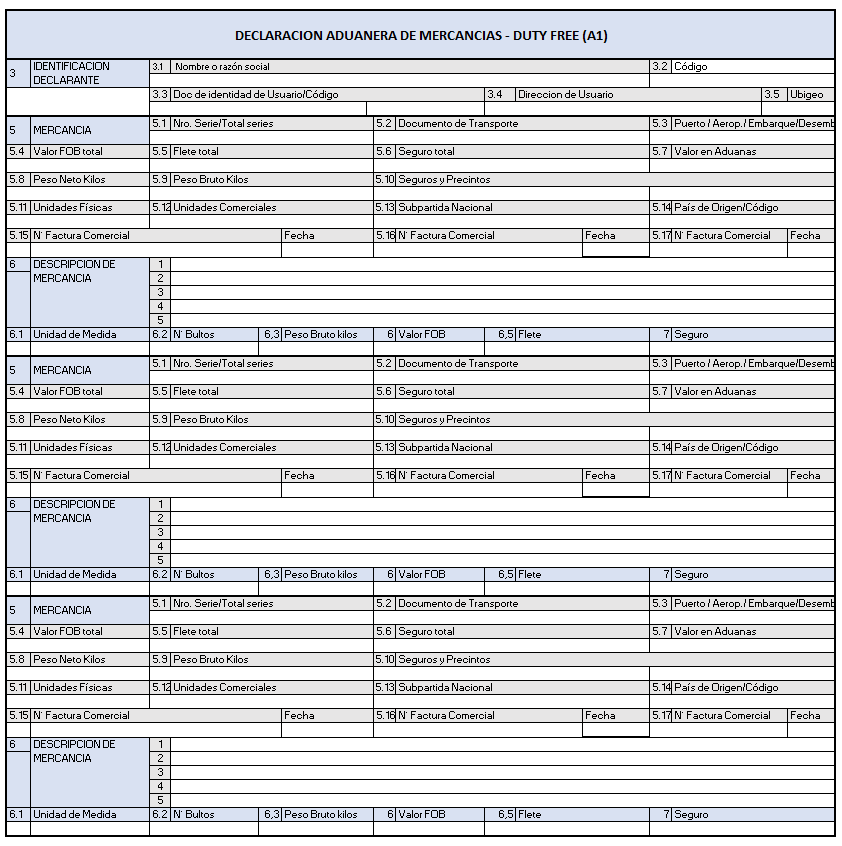 DECLARACION ADUANERA DE MERCANCIAS - DUTY FREE (A1)
3 IDENTIFICACION DECLARANTE 3.1 Nombre o razón social 3.2 Código
3.3 Doc de identidad de Usuario/Código 3.4 Direccion de Usuario 3.5 Ubigeo
5 MERCANCIA 5.1 Nro. Serie/Total series 5.2 Documento de Transporte 5.3 Puerto / Aerop. / Embarque/Desemb
5.4 Valor FOB total 5.5 Flete total 5.6 Seguro total 5.7 Valor en Aduanas
5.8 Peso Neto Kilos 5.9 Peso Bruto Kilos 5.10 Seguros y Precintos
5.11 Unidades Físicas 5.12 Unidades Comerciales 5.13 Subpartida Nacional 5.14 País de Origen/Código
5.15 N° Factura Comercial Fecha 5.16 N° Factura Comercial Fecha 5.17 N° Factura Comercial Fecha
6 DESCRIPCION DE MERCANCIA 1
2
3
4
5
6.1 Unidad de Medida 6.2 N° Bultos 6,3 Peso Bruto kilos 6 Valor FOB 6,5 Flete 7 Seguro
5 MERCANCIA 5.1 Nro. Serie/Total series 5.2 Documento de Transporte 5.3 Puerto / Aerop. / Embarque/Desemb
5.4 Valor FOB total 5.5 Flete total 5.6 Seguro total 5.7 Valor en Aduanas
5.8 Peso Neto Kilos 5.9 Peso Bruto Kilos 5.10 Seguros y Precintos
5.11 Unidades Físicas 5.12 Unidades Comerciales 5.13 Subpartida Nacional 5.14 País de Origen/Código
5.15 N° Factura Comercial Fecha 5.16 N° Factura Comercial Fecha 5.17 N° Factura Comercial Fecha
6 DESCRIPCION DE MERCANCIA 1
2
3
4
5
6.1 Unidad de Medida 6.2 N° Bultos 6,3 Peso Bruto kilos 6 Valor FOB 6,5 Flete 7 Seguro
5 MERCANCIA 5.1 Nro. Serie/Total series 5.2 Documento de Transporte 5.3 Puerto / Aerop. / Embarque/Desemb
5.4 Valor FOB total 5.5 Flete total 5.6 Seguro total 5.7 Valor en Aduanas
5.8 Peso Neto Kilos 5.9 Peso Bruto Kilos 5.10 Seguros y Precintos
5.11 Unidades Físicas 5.12 Unidades Comerciales 5.13 Subpartida Nacional 5.14 País de Origen/Código
5.15 N° Factura Comercial Fecha 5.16 N° Factura Comercial Fecha 5.17 N° Factura Comercial Fecha
6 DESCRIPCION DE MERCANCIA 1
2
3
4
5
6.1 Unidad de Medida 6.2 N° Bultos 6,3 Peso Bruto kilos 6 Valor FOB 6,5 Flete 7 Seguro